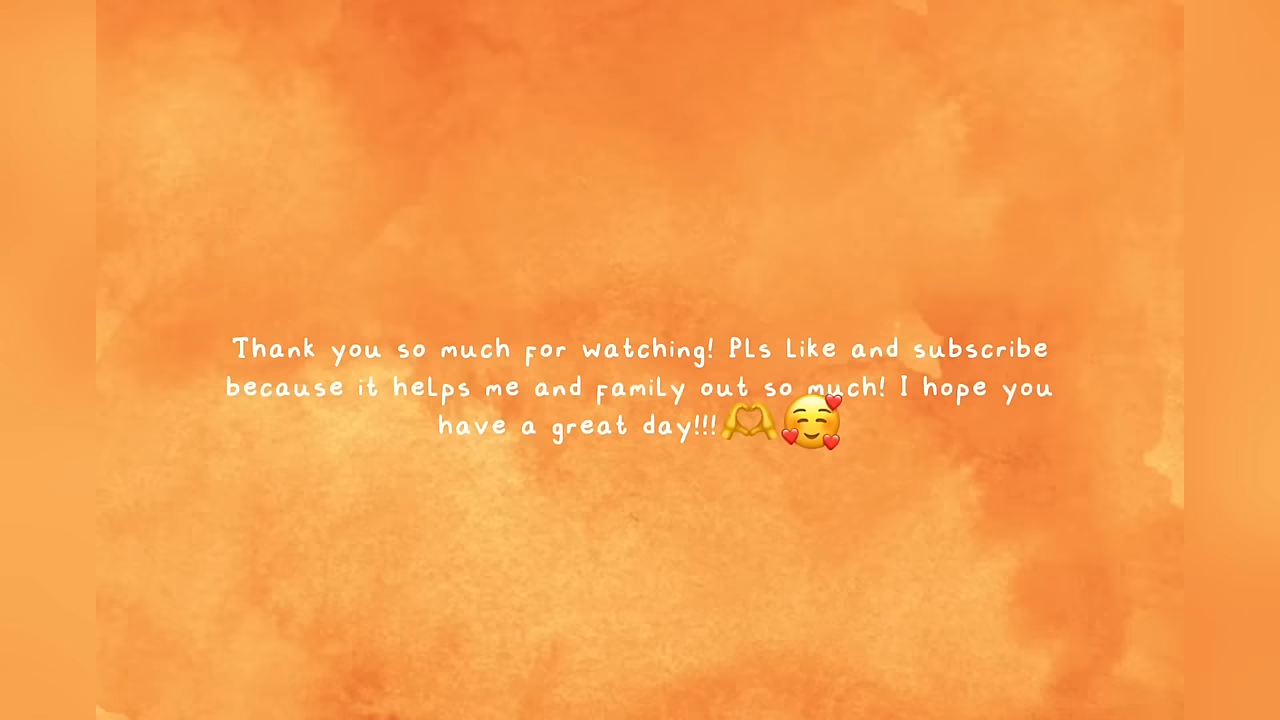 Thank you so much for watching! Pls like and subscribe
because it helps me and family out so much! I hope you
have a great day!!!🫶🥰